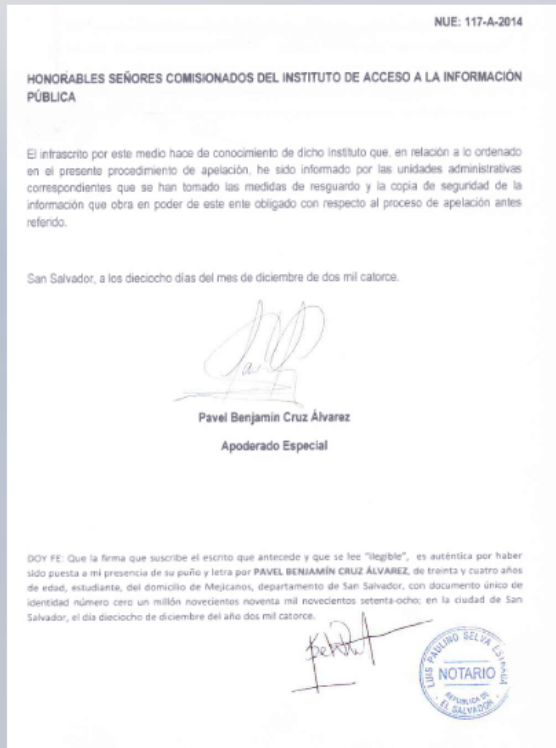 NUE: 117-A-2014
HONORABLES SEÑORES COMISIONADOS DEL INSTITUTO DE ACCESO A LA INFORMACIÓN
PÚBLICA
El infrascrito por este medio hace de conocimiento de dicho Instituto que, en relación a lo ordenado
en el presente procedimiento de apelación, he sido informado por las unidades administrativas
correspondientes que se han tomado las medidas de resguardo y la copia de seguridad de la
información que obra en poder de este ente obligado con respecto al proceso de apelación antes
referido.
San Salvador, a los dieciocho días del mes de diciembre de dos mil catorce.
Pavel Benjamín Cruz Álvarez
Apoderado Especial
DOY FE: Que la firma que suscribe el escrito que antecede y que se lee "ilegible", es auténtica por haber
sido puesta a mi presencia de su puño y letra por PAVEL BENJAMÍN CRUZ ÁLVAREZ, de treinta y cuatro años
de edad, estudiante, del domicilio de Mejicanos, departamento de San Salvador, con documento único de
identidad número cero un millón novecientos noventa mil novecientos setenta-ocho; en la ciudad de San
Salvador, el día dieciocho de diciembre del año dos mil catorce.
LUIS PAULINO SELVA ESTRADA
NOTARIO
REPUBLICA DE
EL SALVADOR